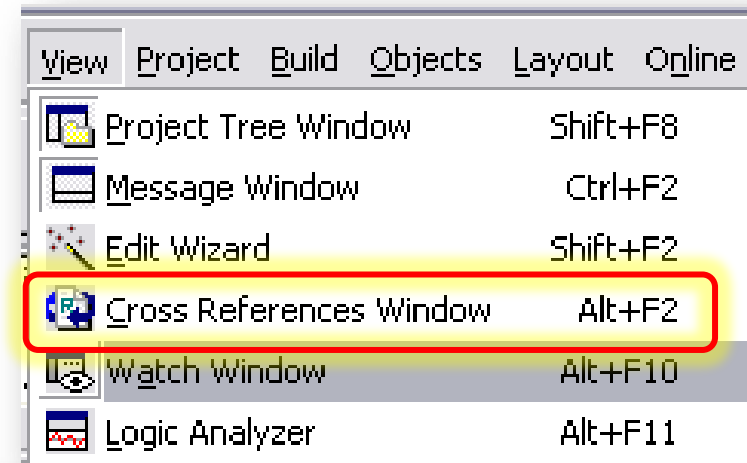 View Project Build Objects Layout Online
Project Tree Window Shift+F8
Message Window Ctrl+F2
Edit Wizard Shift+F2
Cross References Window Alt+F2
Watch Window Alt+F10
Logic Analyzer Alt+F11